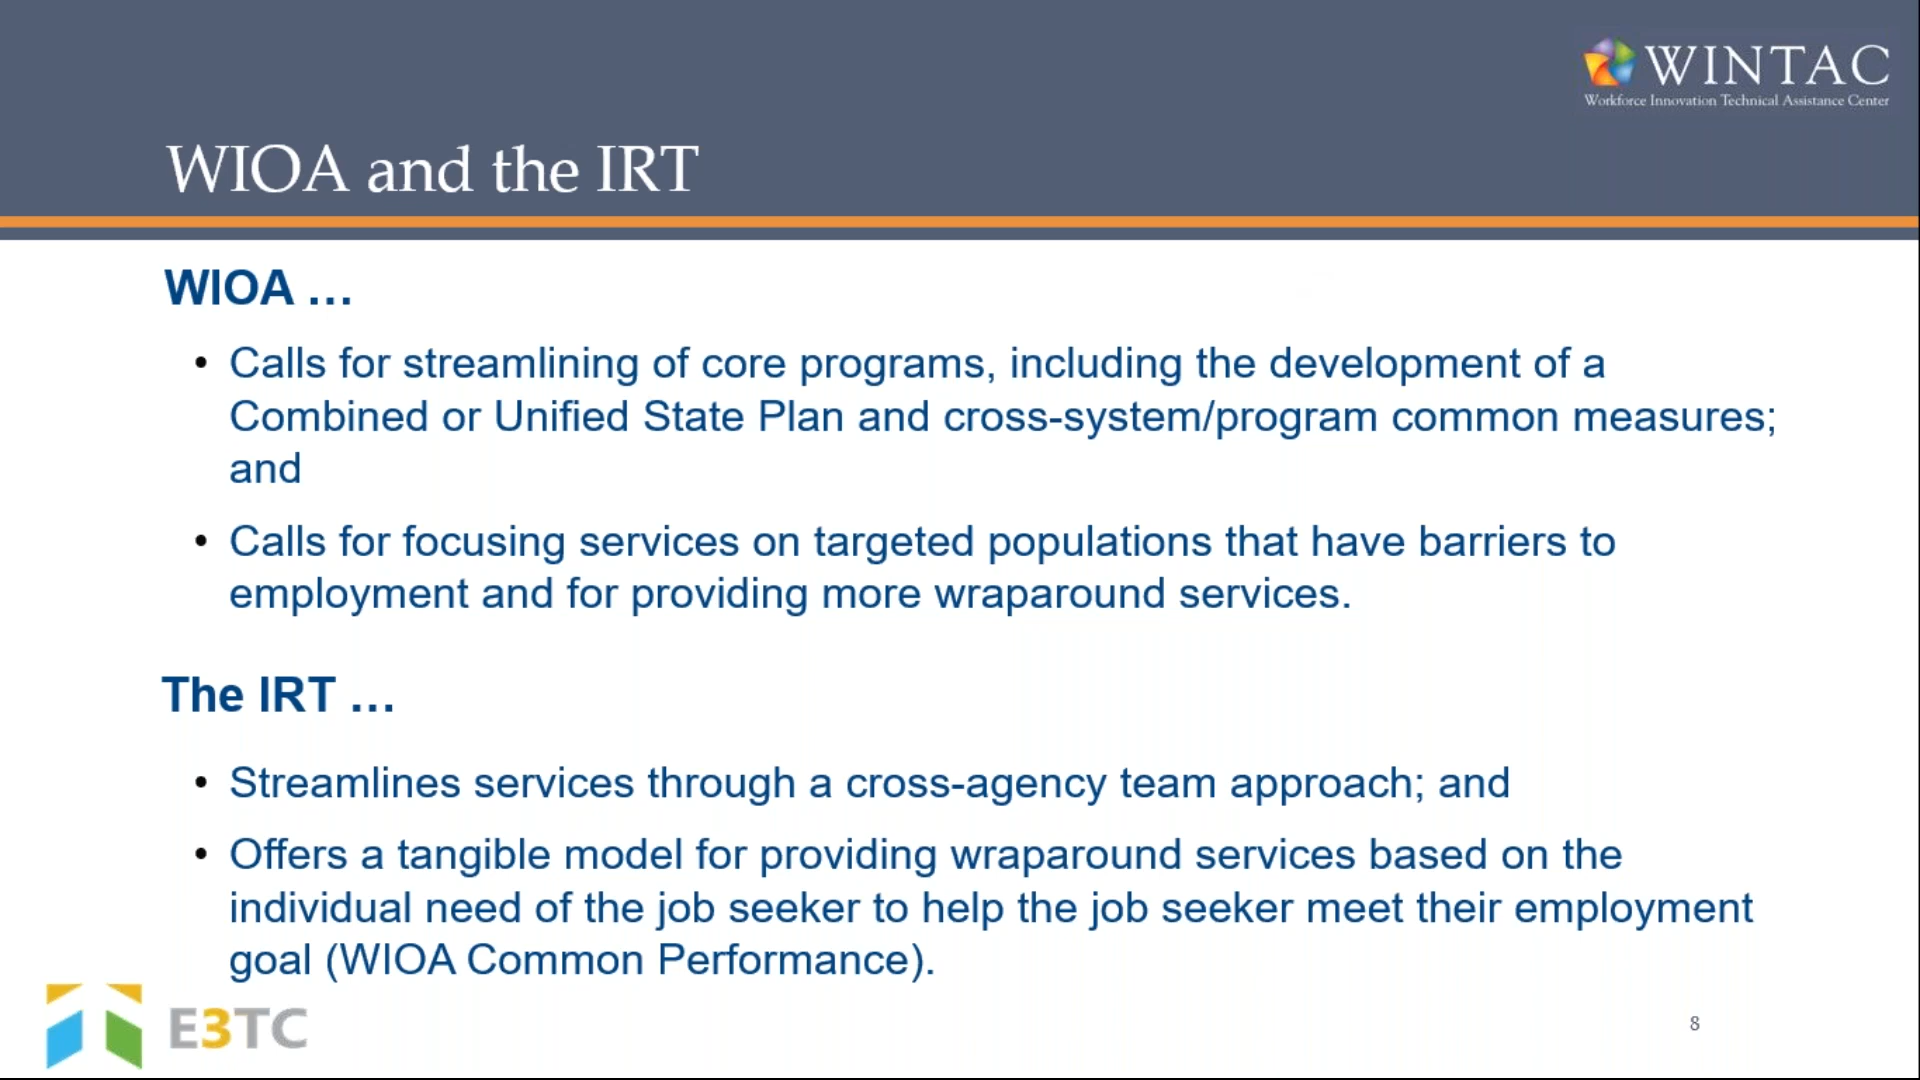 WINTAC
Workforce Innovation Technical Assistance Center
WIOA and the IRT
WIOA …
• Calls for streamlining of core programs, including the development of a
Combined or Unified State Plan and cross-system/program common measures;
and
• Calls for focusing services on targeted populations that have barriers to
employment and for providing more wraparound services.
The IRT …
• Streamlines services through a cross-agency team approach; and
• Offers a tangible model for providing wraparound services based on the
individual need of the job seeker to help the job seeker meet their employment
goal (WIOA Common Performance).
E3TC
8